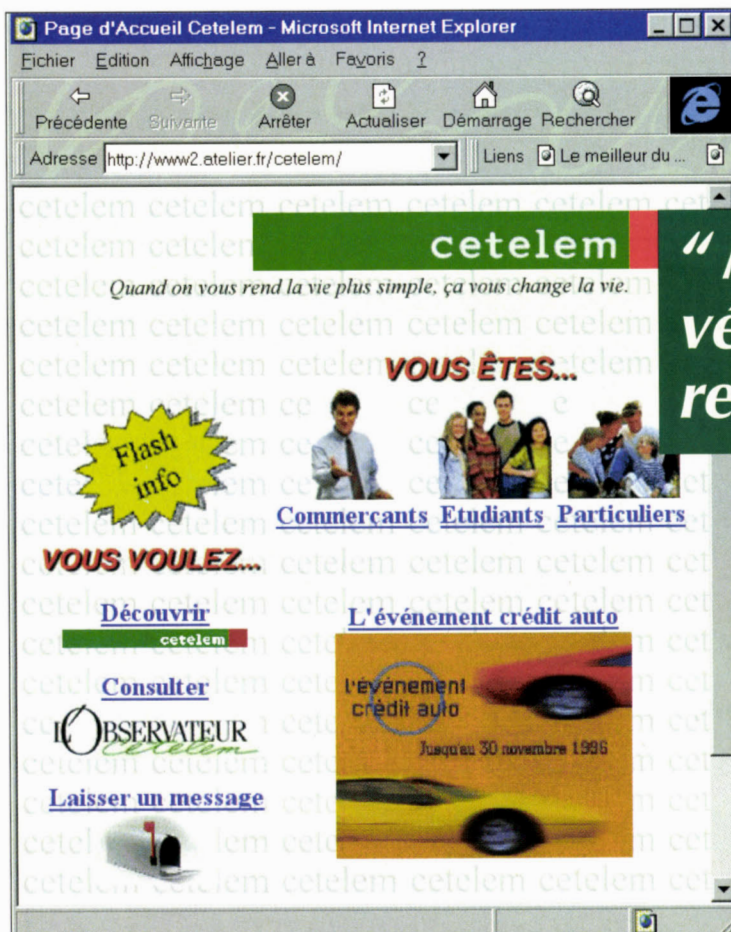 Page d'Accueil Cetelem - Microsoft Internet Explorer
Fichier Edition Affichage Aller à Favoris ?
Précédente Suivante Arrêter Actualiser Démarrage Rechercher
Adresse http://www2.atelier.fr/cetelem/ Liens Le meilleur du ...
cetelem
Quand on vous rend la vie plus simple, ça vous change la vie.
VOUS ÊTES...
Flash
info
Commerçants Etudiants Particuliers
VOUS VOULEZ...
Découvrir
cetelem
Consulter
L'OBSERVATEUR
cetelem
Laisser un message
L'événement crédit auto
l'événement
crédit auto
Jusqu'au 30 novembre 1996
"
vé
re